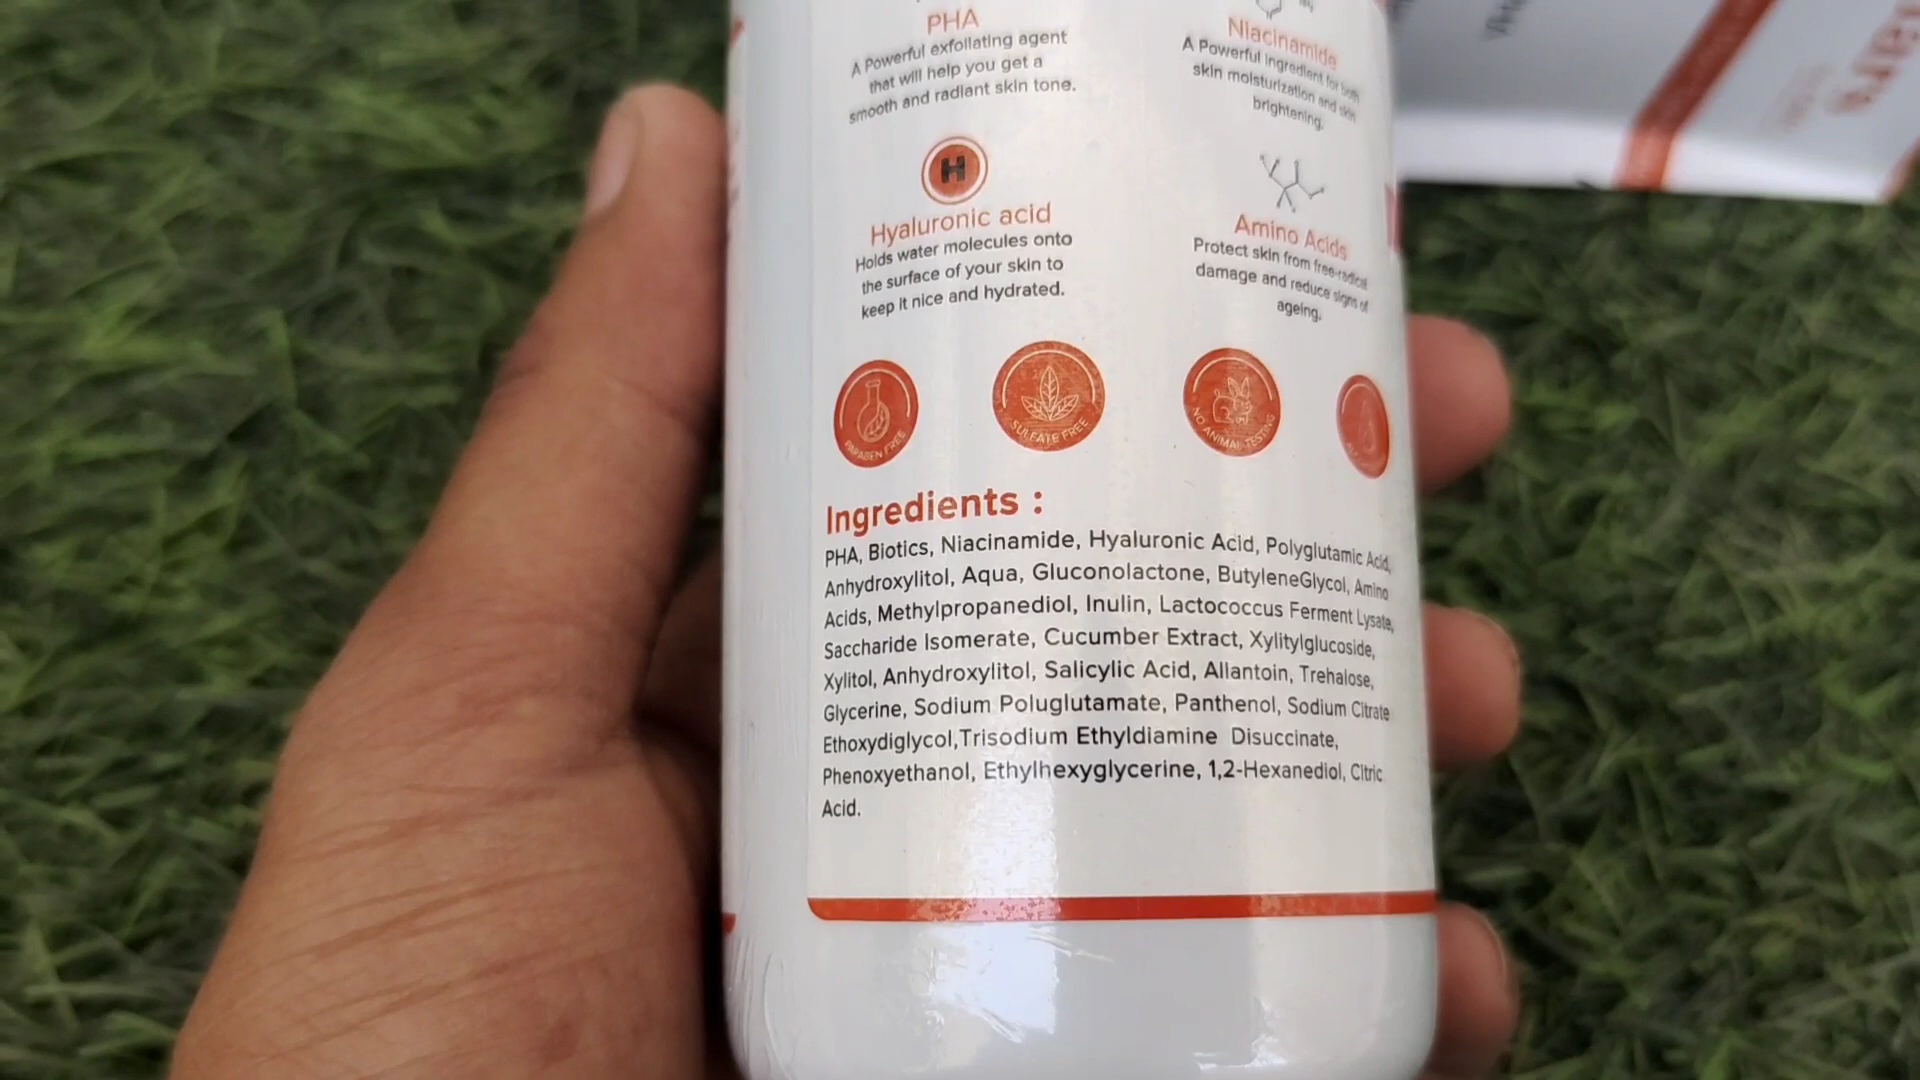 PHA
A Powerful exfoliating agent
that will help you get a
smooth and radiant skin tone.
Niacinamide
A Powerful ingredient for both
skin moisturization and skin
brightening.
H
Hyaluronic acid
Holds water molecules onto
the surface of your skin to
keep it nice and hydrated.
Amino Acids
Protect skin from free-radical
damage and reduce signs of
ageing.
PARABEN FREE
SULFATE FREE
NO ANIMAL TESTING
Ingredients :
PHA, Biotics, Niacinamide, Hyaluronic Acid, Polyglutamic Acid,
Anhydroxylitol, Aqua, Gluconolactone, ButyleneGlycol, Amino
Acids, Methylpropanediol, Inulin, Lactococcus Ferment Lysate,
Saccharide Isomerate, Cucumber Extract, Xylitylglucoside,
Xylitol, Anhydroxylitol, Salicylic Acid, Allantoin, Trehalose,
Glycerine, Sodium Poluglutamate, Panthenol, Sodium Citrate
Ethoxydiglycol,Trisodium Ethyldiamine Disuccinate,
Phenoxyethanol, Ethylhexyglycerine, 1,2-Hexanediol, Citric
Acid.